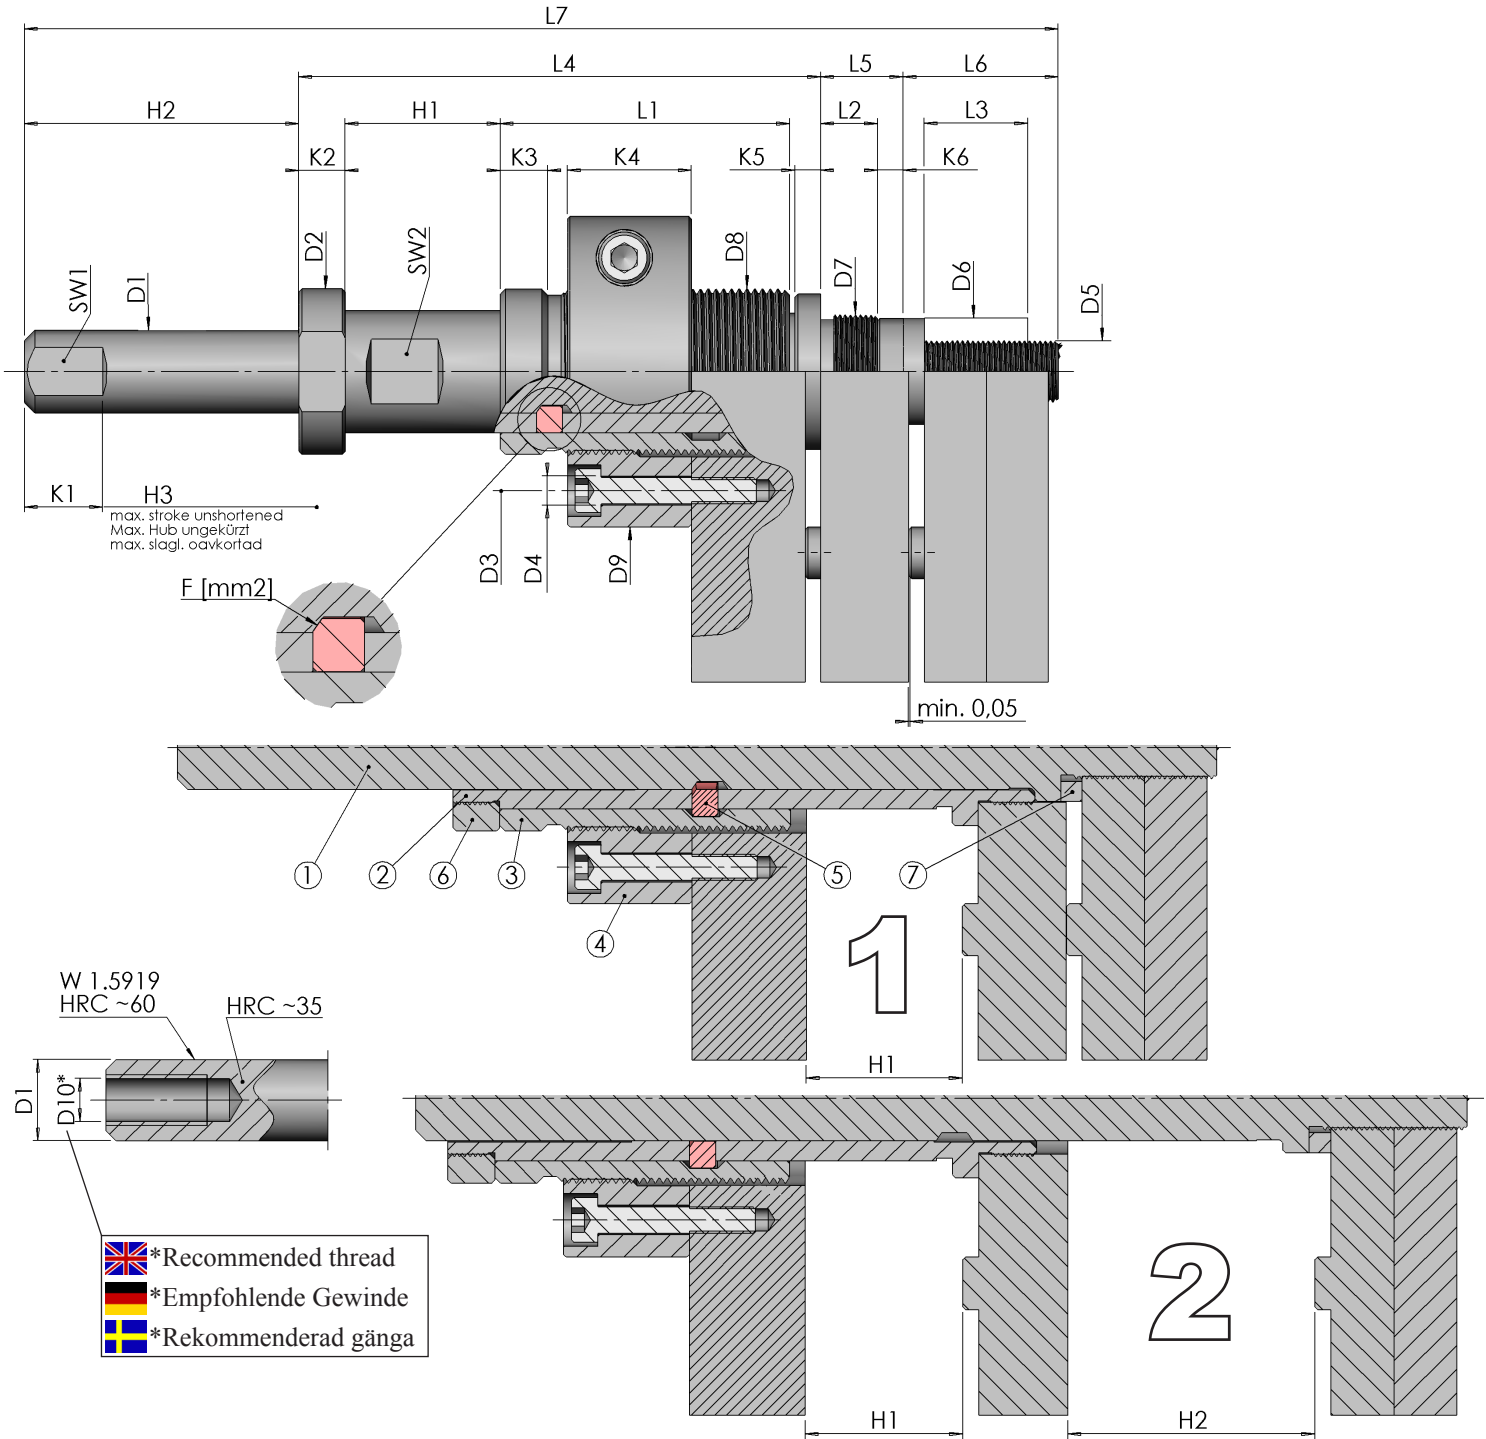 L7
L4
L5
L6
H2
H1
L1
L2
L3
K2
K3
K4
K5
K6
SW1
D1
D2
SW2
D8
D7
D6
D5
K1
H3
max. stroke unshortened
Max. Hub ungekürzt
max. slagl. oavkortad
D3
D4
D9
F [mm2]
min. 0,05
1
2
6
3
5
7
4
1
H1
W 1.5919
HRC ~60
HRC ~35
D1
D10*
*Recommended thread
*Empfohlende Gewinde
*Rekommenderad gänga
2
H1
H2